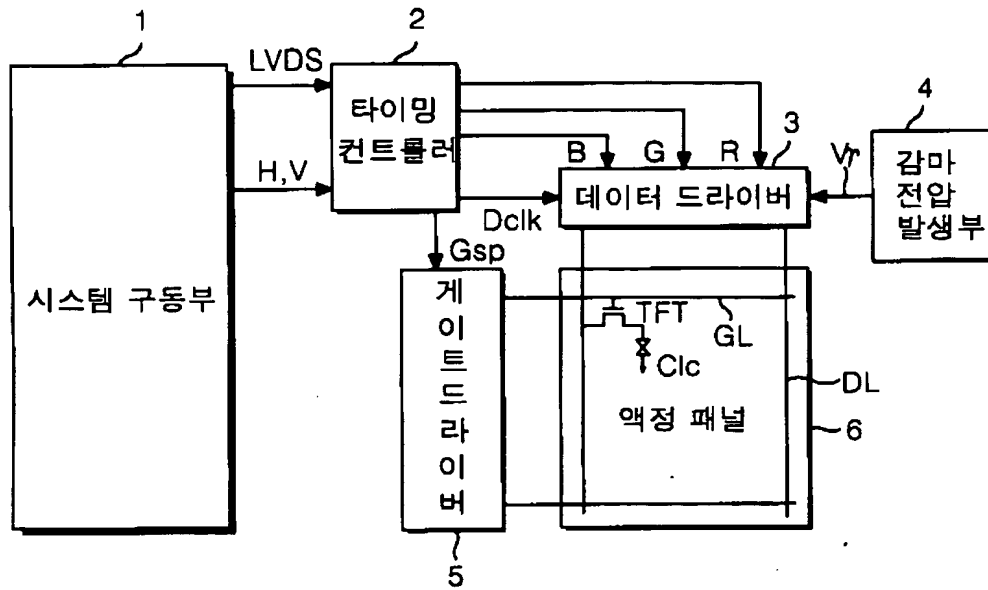 1
LVDS
H,V
시스템 구동부
2
타이밍
컨트롤러
B
G
R
3
Dclk
데이터 드라이버
4
Vr
감마
전압
발생부
Gsp
게이트드라이버
5
TFT
GL
Clc
DL
액정 패널
6